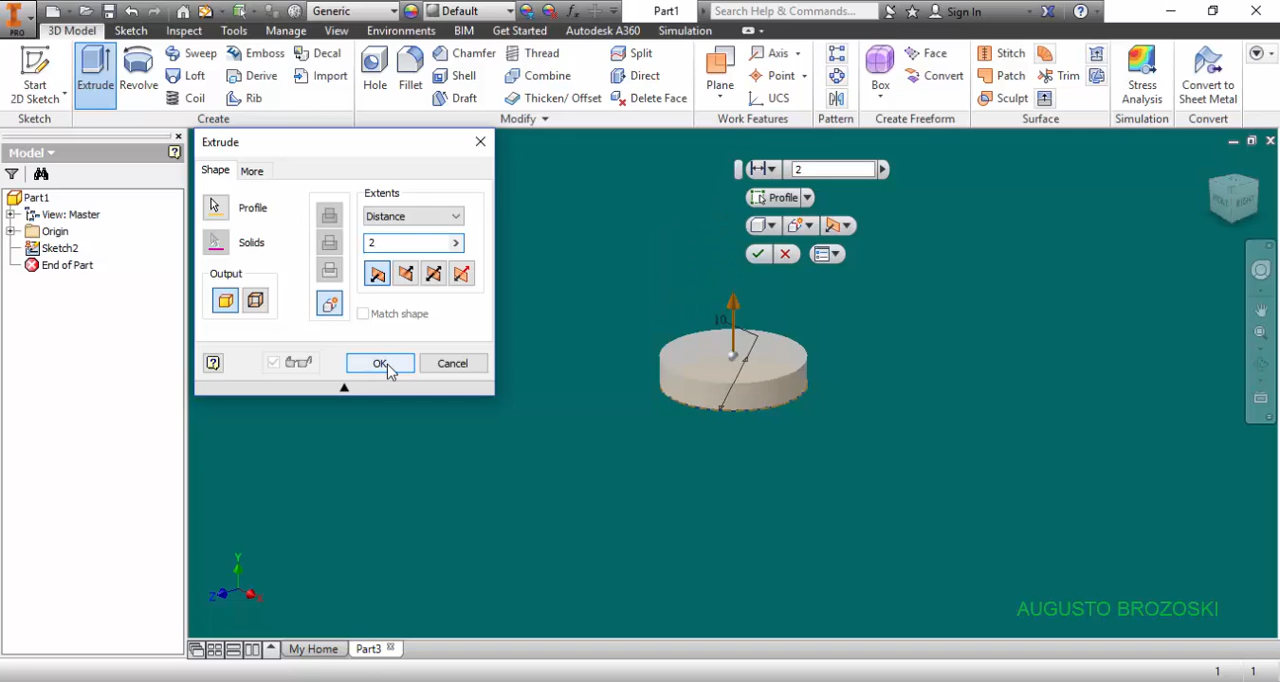 PRO
Generic
Default
fx
Part1
Search Help & Commands...
Sign In
3D Model
Sketch
Inspect
Tools
Manage
View
Environments
BIM
Get Started
Autodesk A360
Simulation
Start
2D Sketch
Extrude
Revolve
Sweep
Emboss
Decal
Loft
Derive
Import
Coil
Rib
Hole
Fillet
Chamfer
Thread
Split
Shell
Combine
Direct
Draft
Thicken/ Offset
Delete Face
Plane
Axis
Point
UCS
Box
Face
Convert
Stitch
Patch
Trim
Sculpt
Stress
Analysis
Convert to
Sheet Metal
Sketch
Create
Modify
Work Features
Pattern
Create Freeform
Surface
Simulation
Convert
Model
Part1
View: Master
Origin
Sketch2
End of Part
Extrude
Shape
More
Profile
Solids
Output
Extents
Distance
2
Match shape
OK
Cancel
2
Profile
10
RIGHT
Y
Z
X
AUGUSTO BROZOSKI
My Home
Part3
1
1